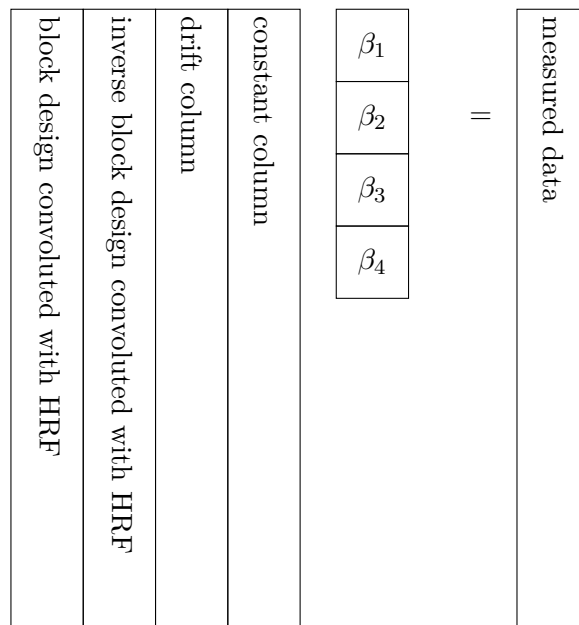 block design convoluted with HRF
inverse block design convoluted with HRF
drift column
constant column
β₁
β₂
β₃
β₄
=
measured data